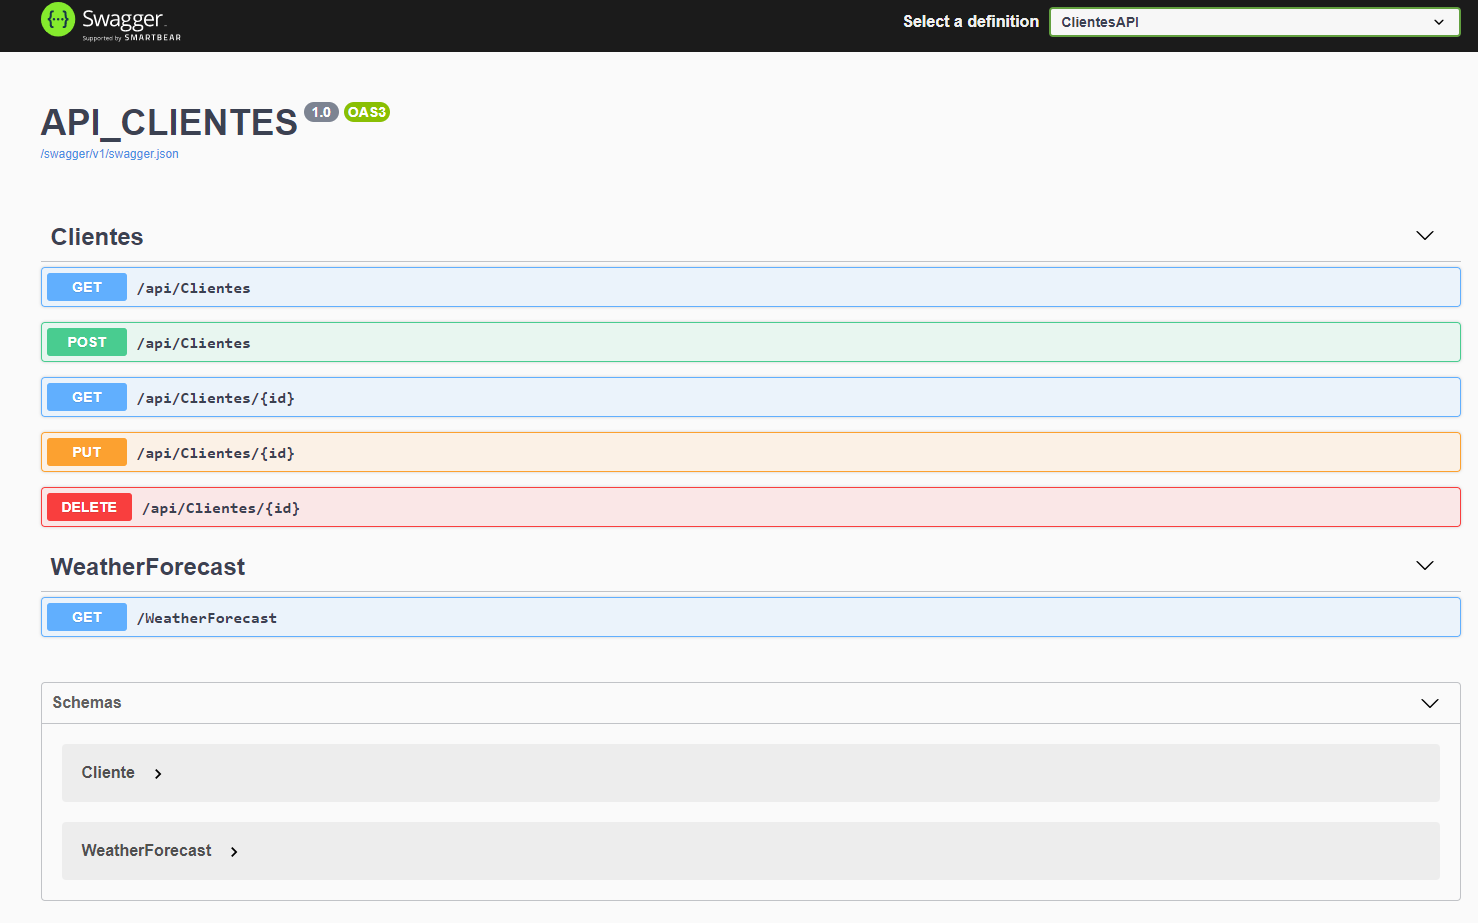 {···} Swagger.
Supported by SMARTBEAR
Select a definition
ClientesAPI
API_CLIENTES 1.0 OAS3
/swagger/v1/swagger.json
Clientes
GET /api/Clientes
POST /api/Clientes
GET /api/Clientes/{id}
PUT /api/Clientes/{id}
DELETE /api/Clientes/{id}
WeatherForecast
GET /WeatherForecast
Schemas
Cliente
WeatherForecast